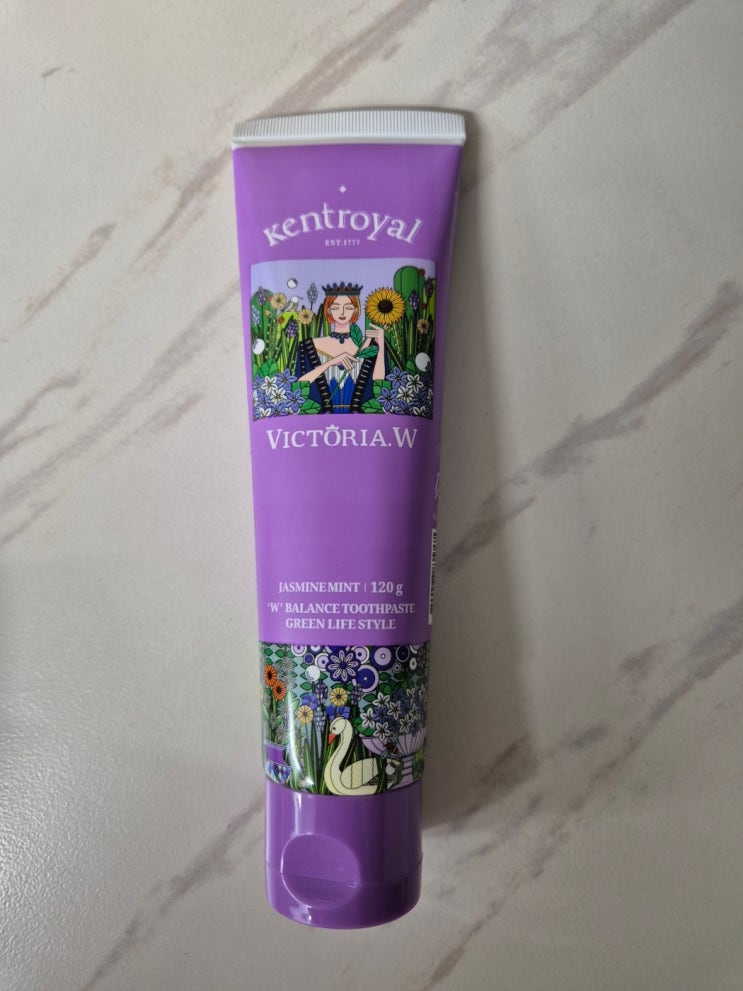 Kentroyal
EST.1777
VICTORIA.W
JASMINE MINT | 120 g
'W' BALANCE TOOTHPASTE
GREEN LIFE STYLE